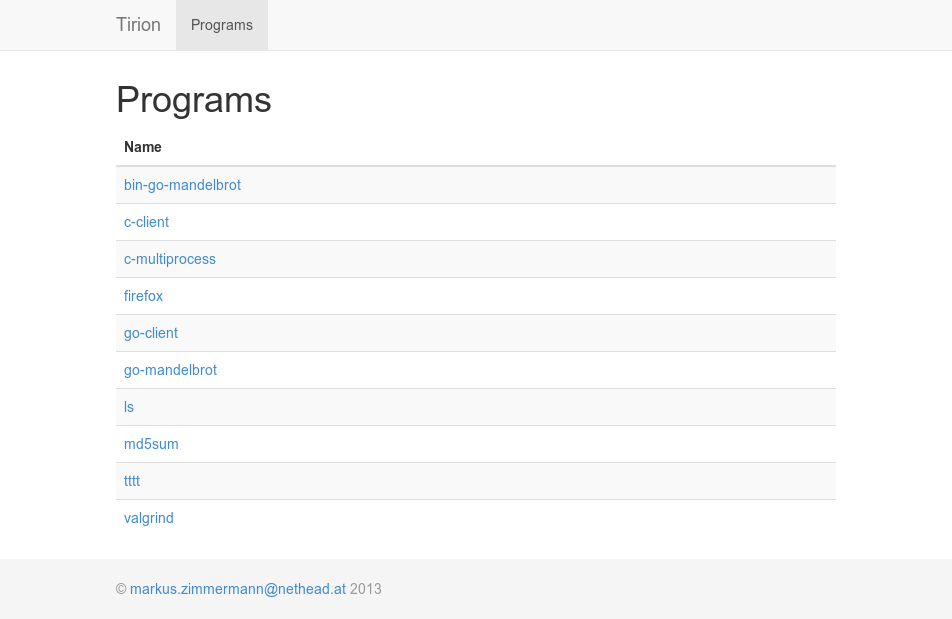 Tirion Programs
Programs
Name
bin-go-mandelbrot
c-client
c-multiprocess
firefox
go-client
go-mandelbrot
ls
md5sum
tttt
valgrind
© markus.zimmermann@nethead.at 2013